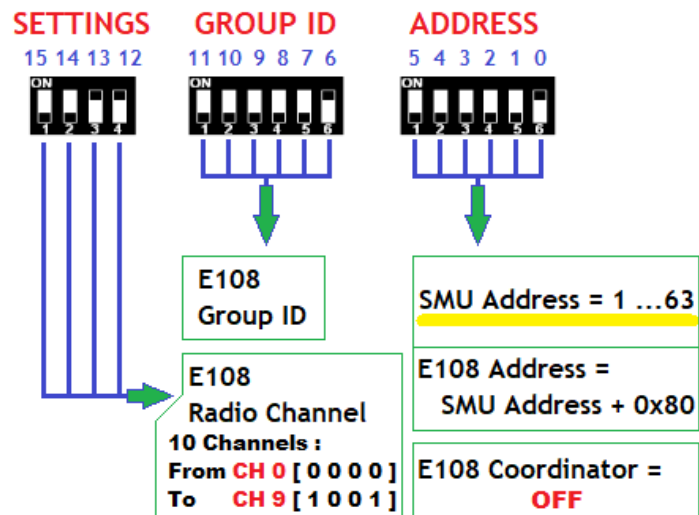 SETTINGS GROUP ID ADDRESS
15 14 13 12 11 10 9 8 7 6 5 4 3 2 1 0
ON ON ON
1 2 3 4 1 2 3 4 5 6 1 2 3 4 5 6
E108
Group ID
SMU Address = 1 ...63
E108
Radio Channel
10 Channels :
From CH 0 [ 0 0 0 0 ]
To CH 9 [ 1 0 0 1 ]
E108 Address =
SMU Address + 0x80
E108 Coordinator =
OFF